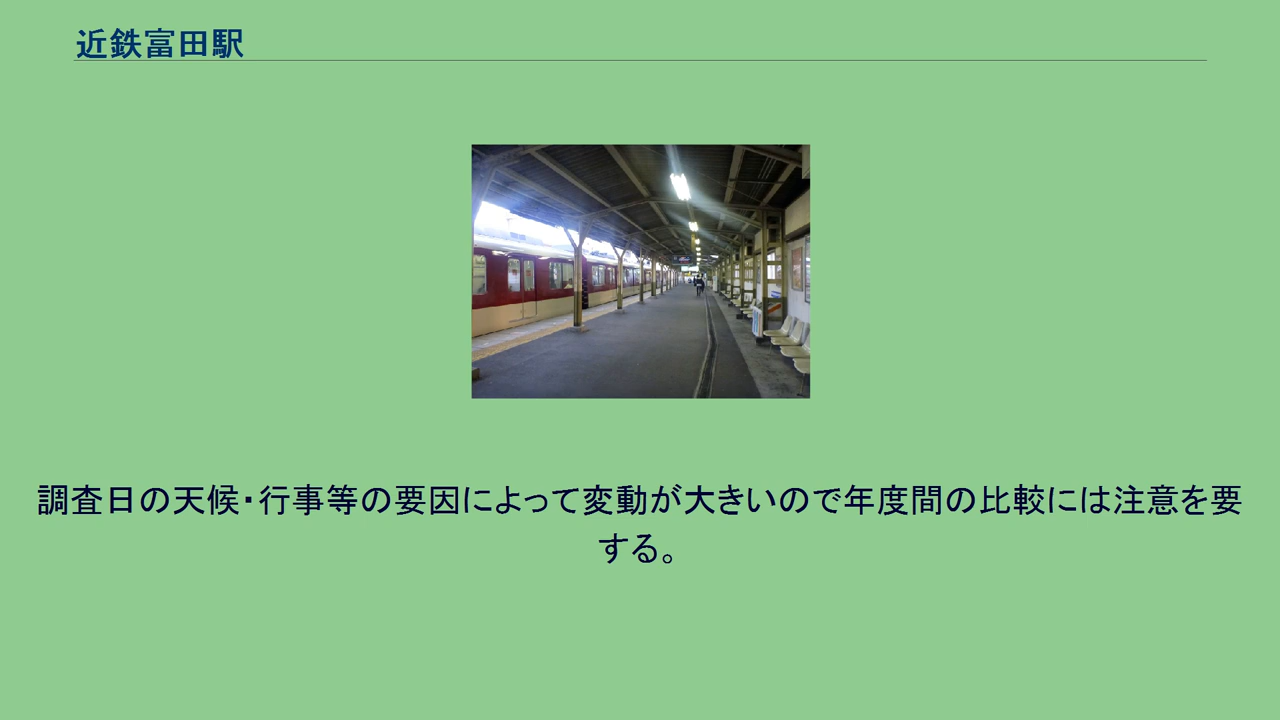 近鉄富田駅
調査日の天候・行事等の要因によって変動が大きいので年度間の比較には注意を要
する。